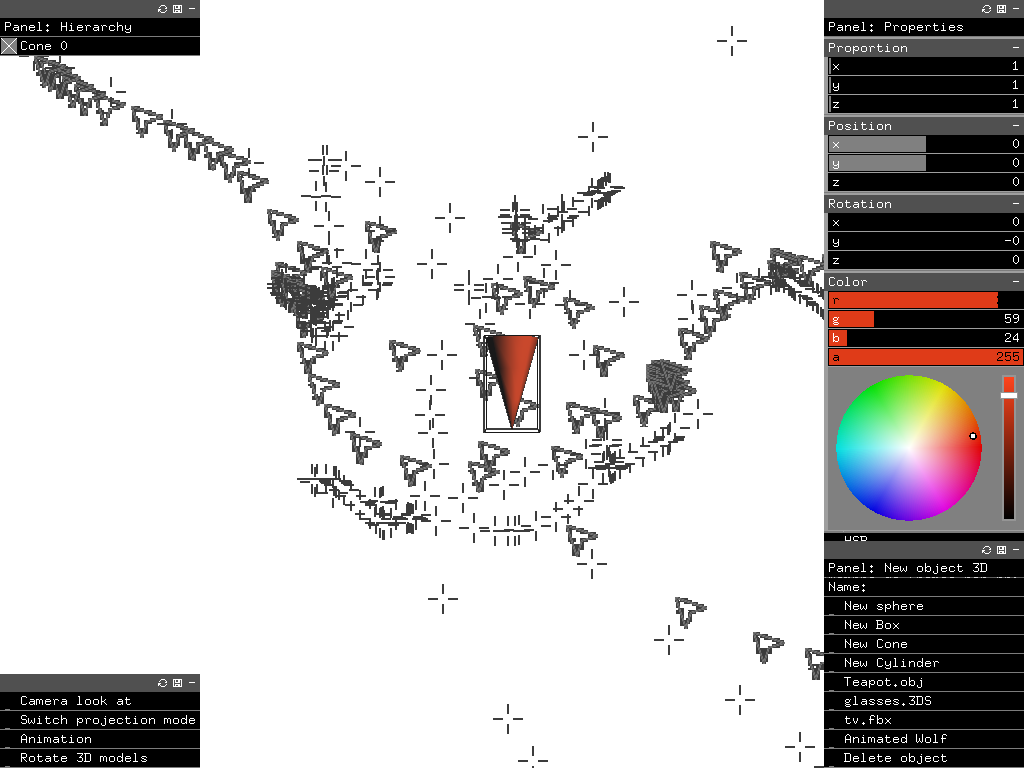 Panel: Hierarchy
Cone 0
Camera look at
Switch projection mode
Animation
Rotate 3D models
Panel: Properties
Proportion
x 1
y 1
z 1
Position
x 0
y 0
z 0
Rotation
x 0
y -0
z 0
Color
r
g 59
b 24
a 255
Panel: New object 3D
Name:
New sphere
New Box
New Cone
New Cylinder
Teapot.obj
glasses.3DS
tv.fbx
Animated Wolf
Delete object